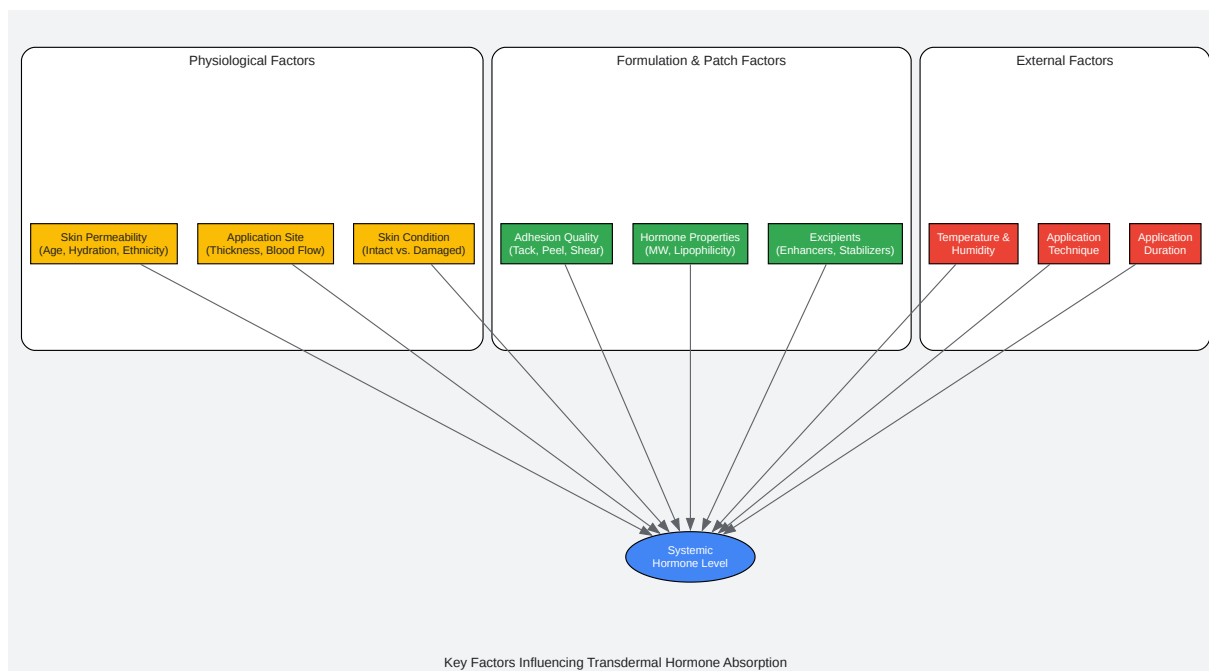 Physiological Factors
Formulation & Patch Factors
External Factors
Skin Permeability
(Age, Hydration, Ethnicity)
Application Site
(Thickness, Blood Flow)
Skin Condition
(Intact vs. Damaged)
Adhesion Quality
(Tack, Peel, Shear)
Hormone Properties
(MW, Lipophilicity)
Excipients
(Enhancers, Stabilizers)
Temperature &
Humidity
Application
Technique
Application
Duration
Systemic
Hormone Level
Key Factors Influencing Transdermal Hormone Absorption